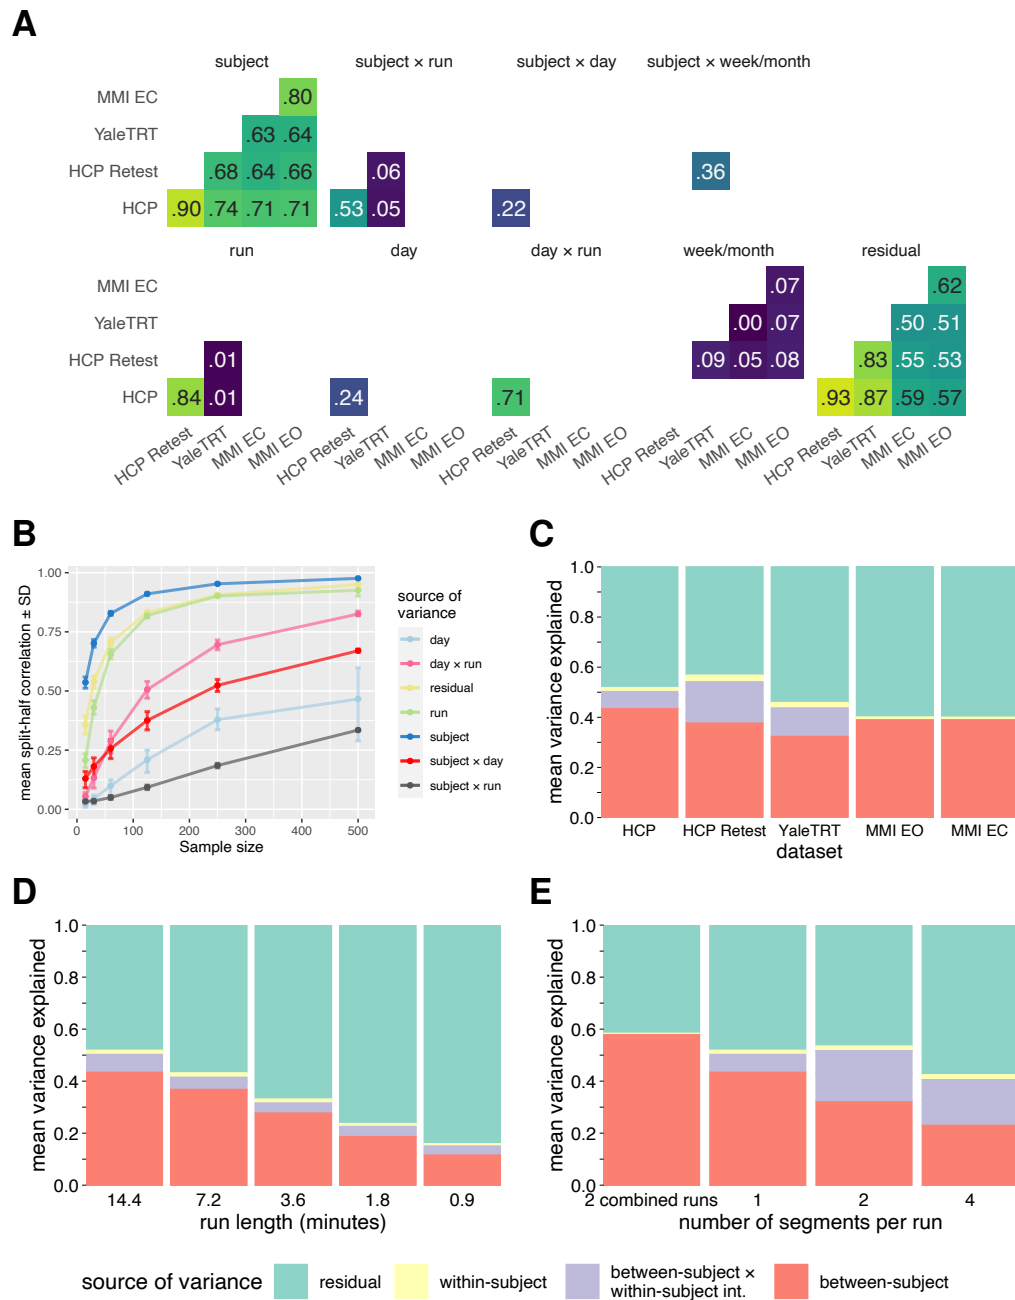 A
subject
subject × run
subject × day
subject × week/month
MMI EC
.80
YaleTRT
.63 .64
HCP Retest
.68 .64 .66
.06
.36
HCP
.90 .74 .71 .71
.53 .05
.22
run
day
day × run
week/month
residual
MMI EC
.07
.62
YaleTRT
.00 .07
.50 .51
HCP Retest
.01
.09 .05 .08
.83 .55 .53
HCP
.84 .01
.24
.71
.93 .87 .59 .57
HCP Retest
YaleTRT
MMI EC
MMI EO
HCP Retest
YaleTRT
MMI EC
MMI EO
HCP Retest
YaleTRT
MMI EC
MMI EO
HCP Retest
YaleTRT
MMI EC
MMI EO
HCP Retest
YaleTRT
MMI EC
MMI EO
B
mean split-half correlation ± SD
1.00
0.75
0.50
0.25
0.00
0 100 200 300 400 500
Sample size
source of
variance
day
day × run
residual
run
subject
subject × day
subject × run
C
mean variance explained
1.0
0.8
0.6
0.4
0.2
0.0
HCP HCP Retest YaleTRT MMI EO MMI EC
dataset
D
mean variance explained
1.0
0.8
0.6
0.4
0.2
0.0
14.4 7.2 3.6 1.8 0.9
run length (minutes)
E
mean variance explained
1.0
0.8
0.6
0.4
0.2
0.0
2 combined runs 1 2 4
number of segments per run
source of variance
residual
within-subject
between-subject ×
within-subject int.
between-subject